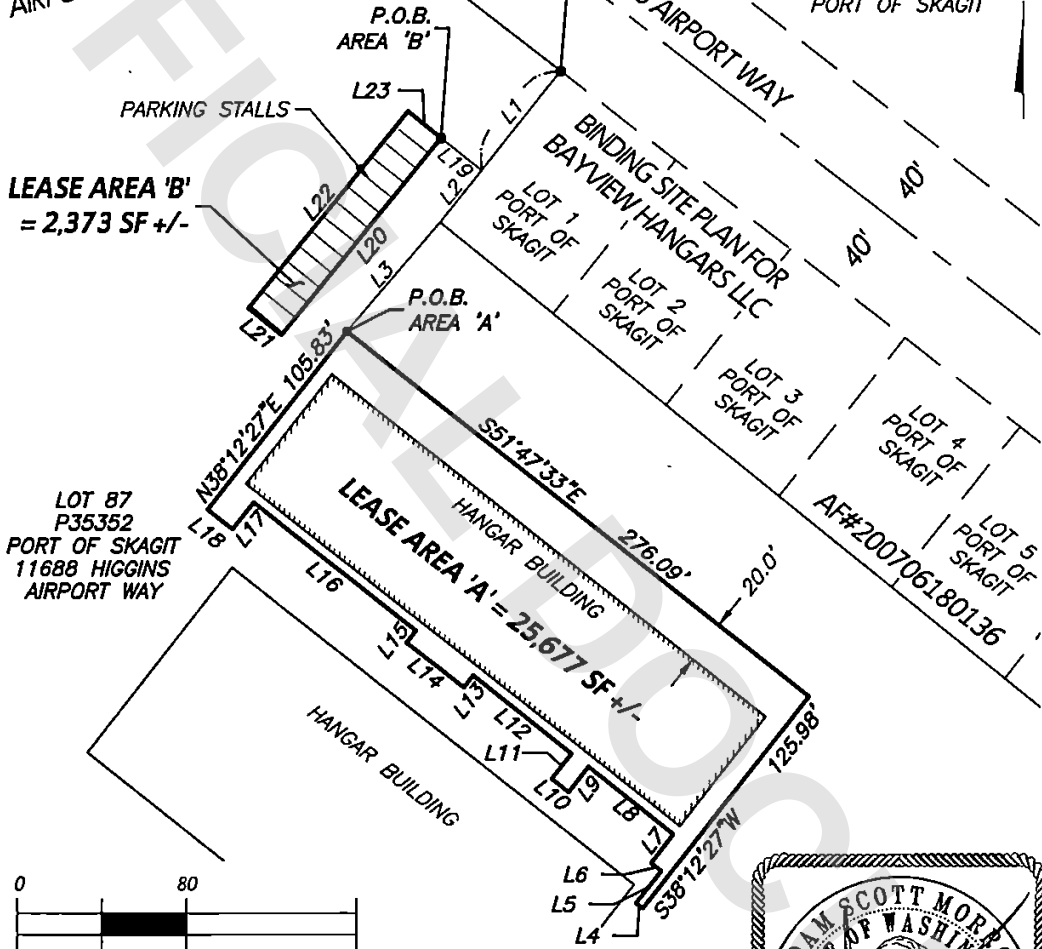 PORT OF SKAGIT
AIRPORT WAY
P.O.B.
AREA 'B'
L23
L1
PARKING STALLS
BINDING SITE PLAN FOR
BAYVIEW HANGARS LLC
40'
40'
L19
L2
LEASE AREA 'B'
= 2,373 SF +/-
L22
L20
L3
L21
LOT 1
PORT OF
SKAGIT
LOT 2
PORT OF
SKAGIT
LOT 3
PORT OF
SKAGIT
LOT 4
PORT OF
SKAGIT
LOT 5
PORT OF
SKAGIT
AF#200706180136
P.O.B.
AREA 'A'
N38°12'27"E 105.83'
S51°47'33"E
276.09'
20.0'
HANGAR BUILDING
LEASE AREA 'A' = 25,677 SF +/-
LOT 87
P35352
PORT OF SKAGIT
11688 HIGGINS
AIRPORT WAY
L18
L17
L16
L15
L14
L13
L12
L11
L10
L9
L8
L7
L6
L5
L4
S38°12'27"W
125.98'
HANGAR BUILDING
0 80
SCOTT
OF
FICIAL DOC